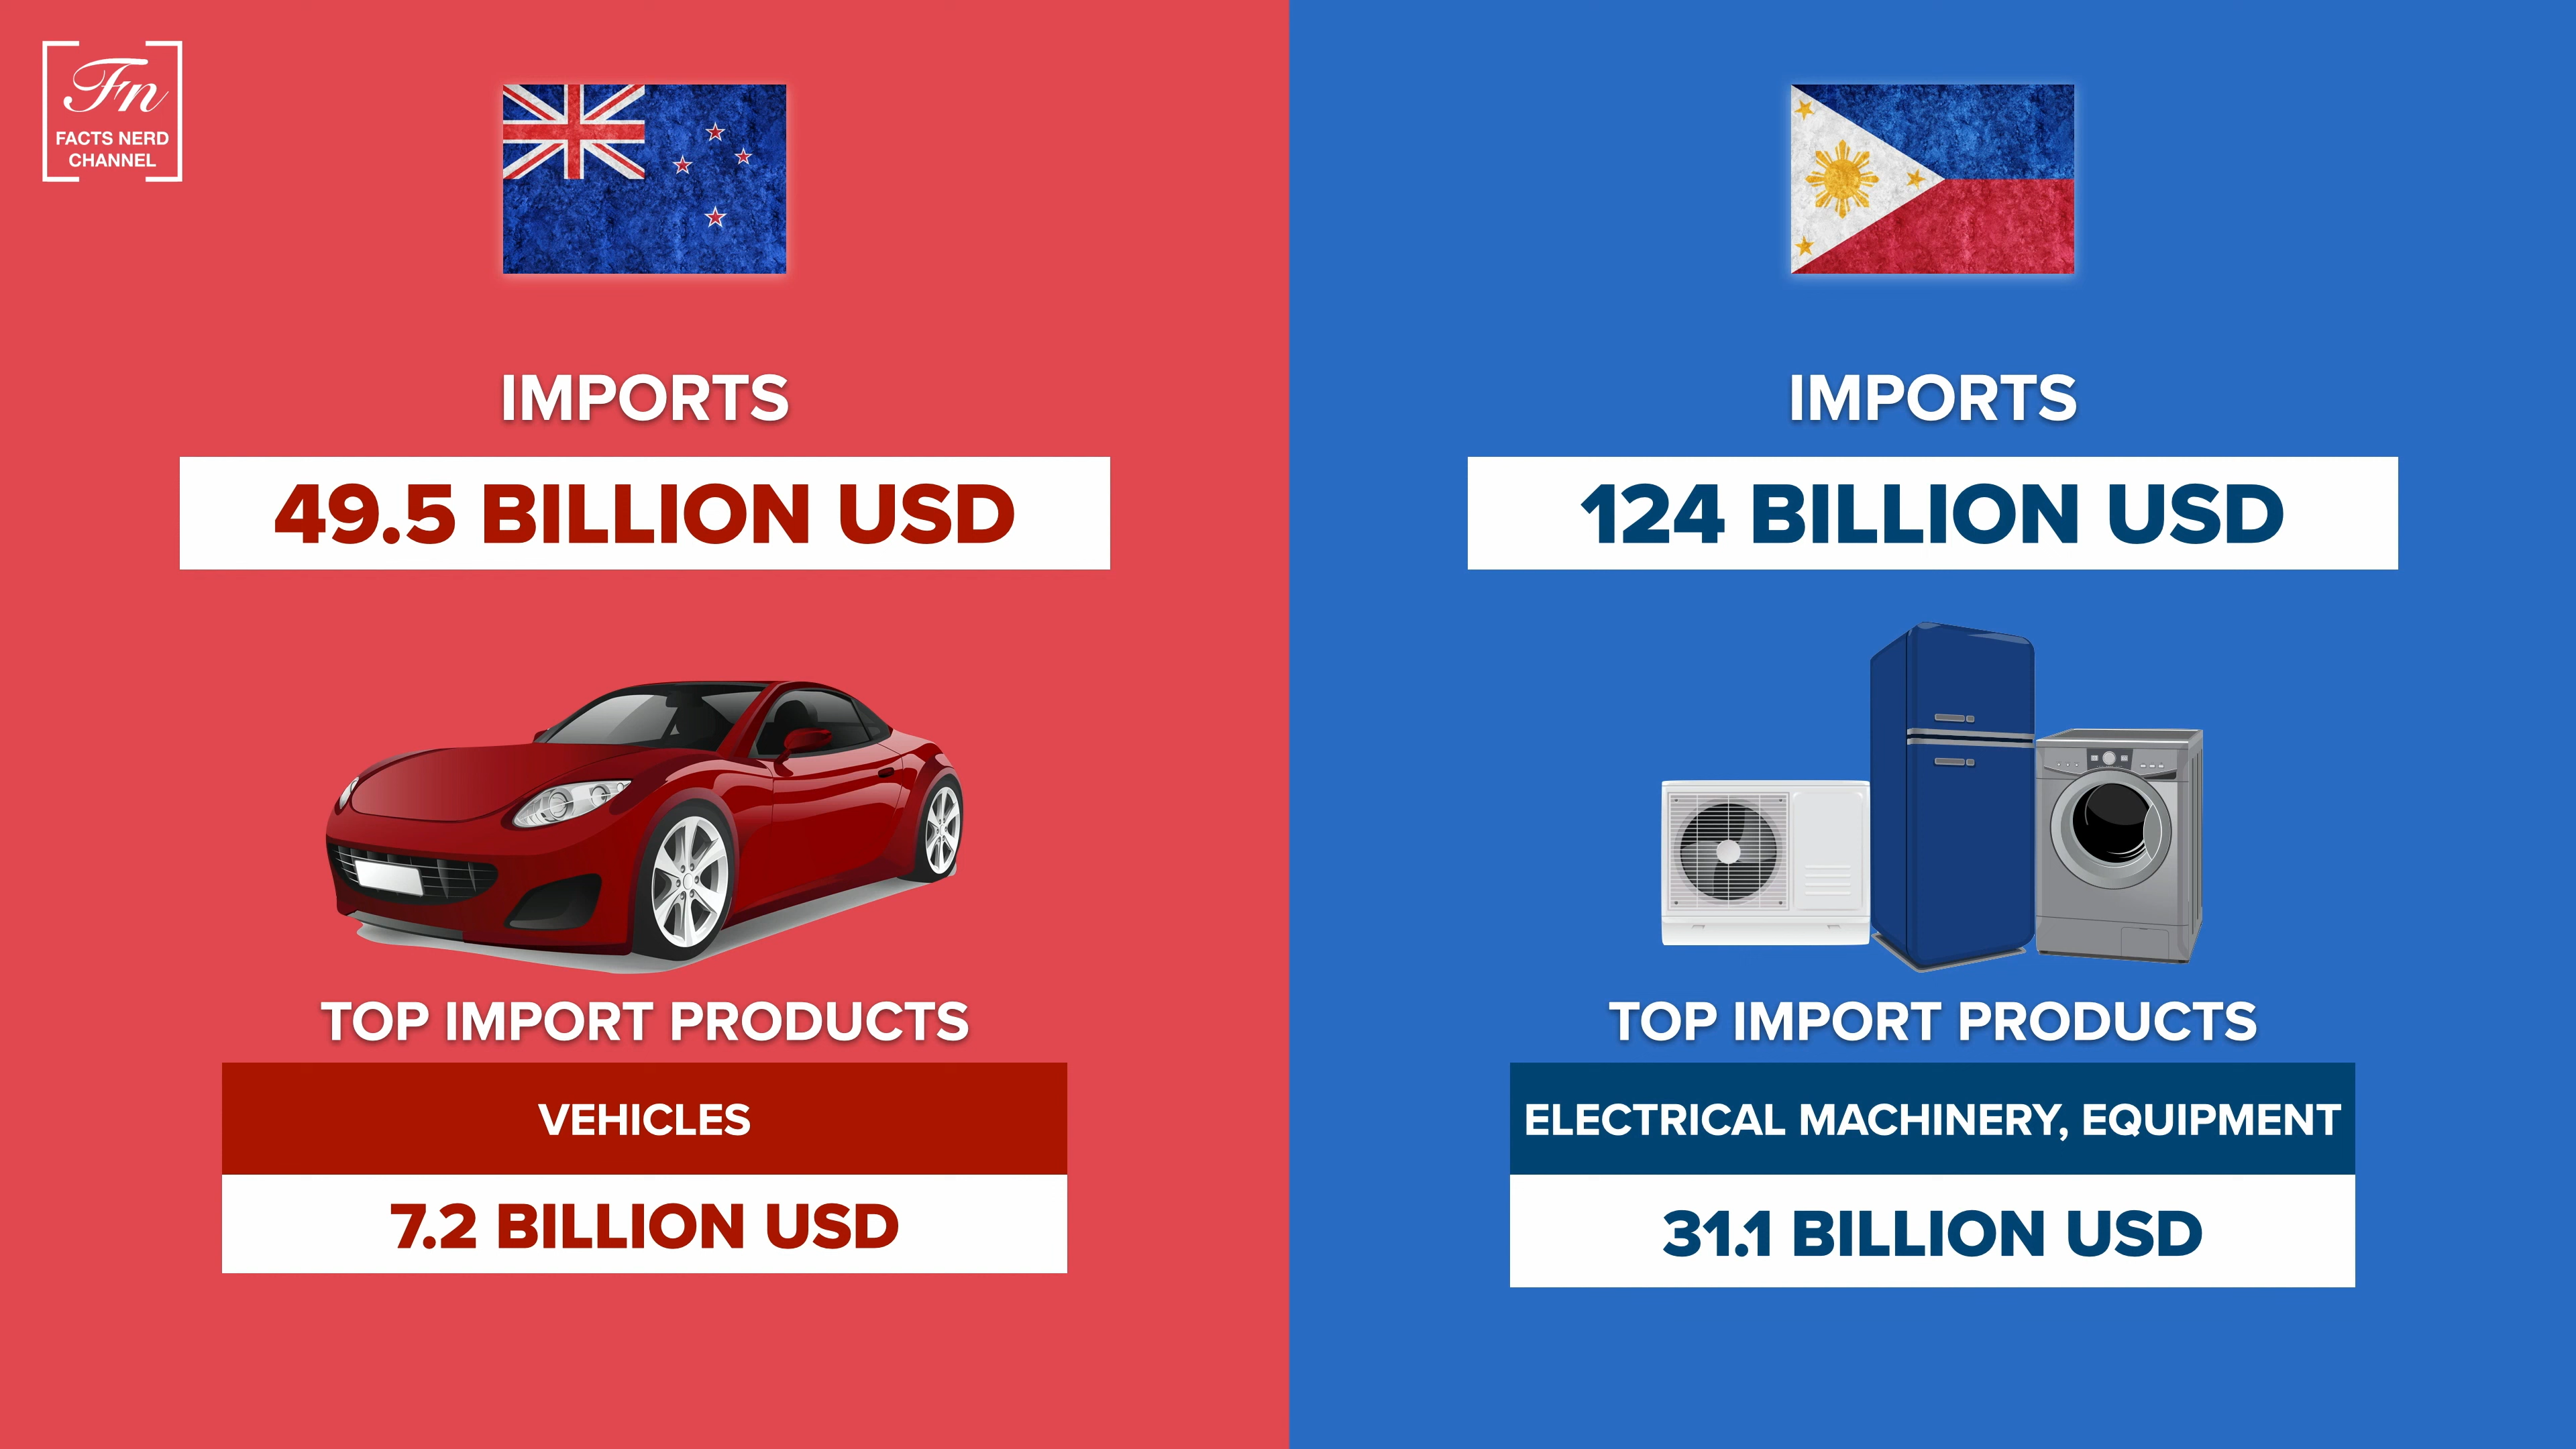 Fn
FACTS NERD
CHANNEL
IMPORTS
49.5 BILLION USD
TOP IMPORT PRODUCTS
VEHICLES
7.2 BILLION USD
IMPORTS
124 BILLION USD
TOP IMPORT PRODUCTS
ELECTRICAL MACHINERY, EQUIPMENT
31.1 BILLION USD